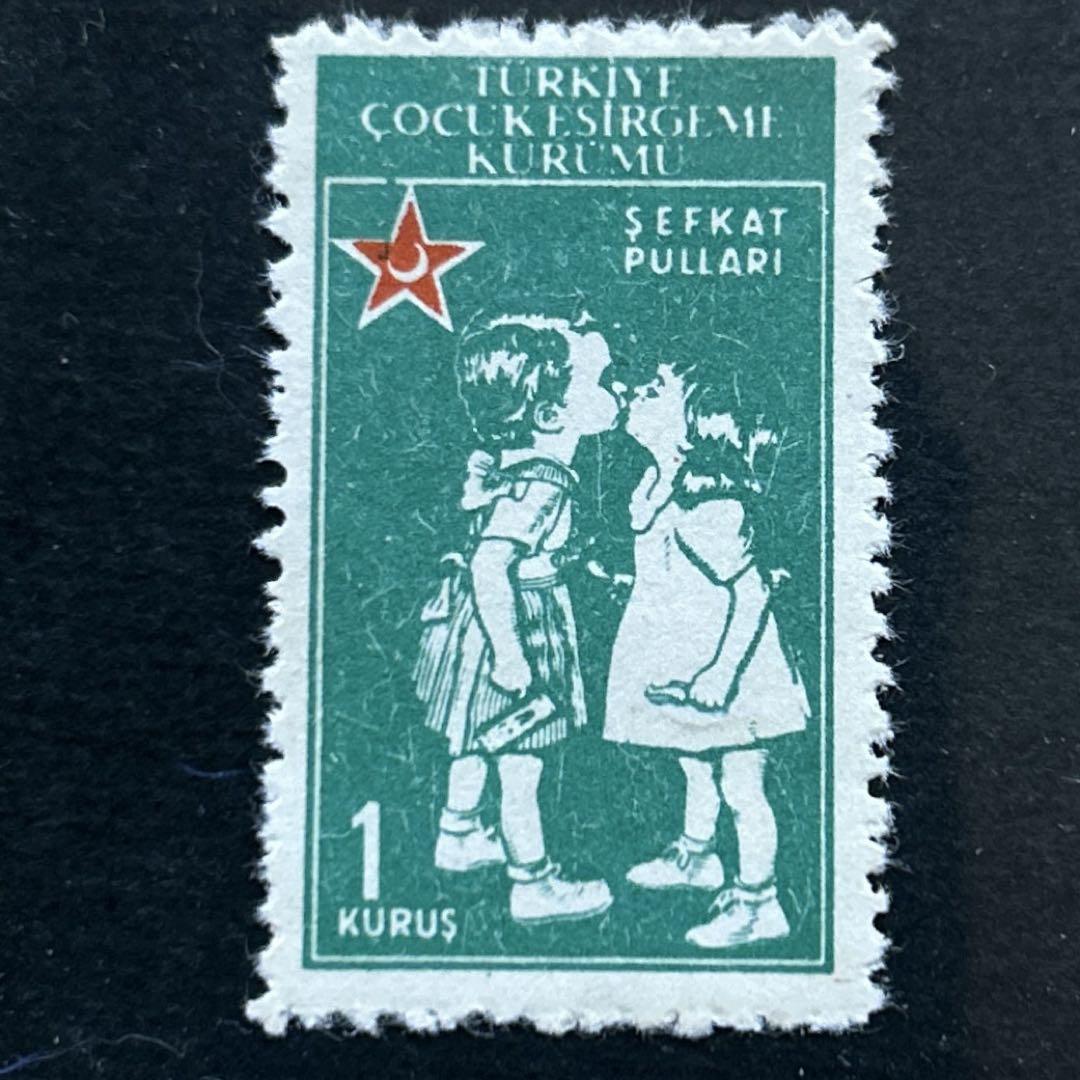 TÜRKİYE
ÇOCUK ESİRGEME
KURUMU
ŞEFKAT
PULLARI
1
KURUŞ